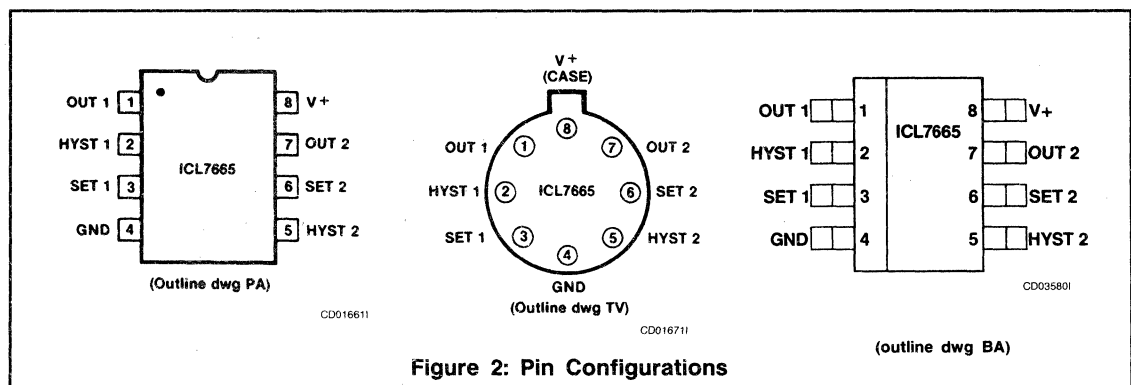 OUT 1 1 8 V+
HYST 1 2 7 OUT 2
ICL7665
SET 1 3 6 SET 2
GND 4 5 HYST 2
(Outline dwg PA)
CD01661I
V+
(CASE)
8
OUT 1 1 7 OUT 2
HYST 1 2 ICL7665 6 SET 2
SET 1 3 5 HYST 2
4
GND
(Outline dwg TV)
CD01671I
OUT 1 1 8 V+
ICL7665
HYST 1 2 7 OUT 2
SET 1 3 6 SET 2
GND 4 5 HYST 2
CD03580I
(outline dwg BA)
Figure 2: Pin Configurations